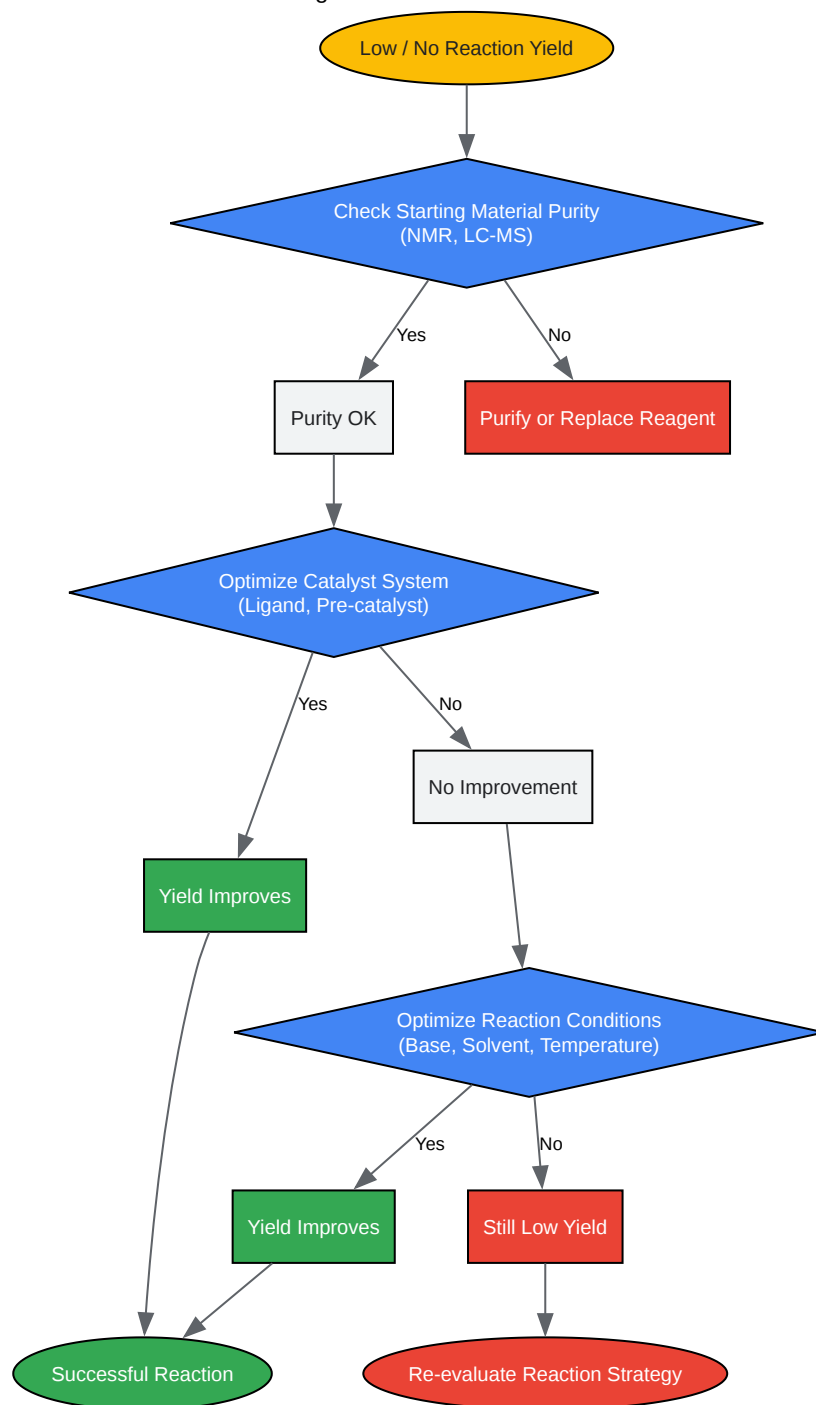 Low / No Reaction Yield
Check Starting Material Purity
(NMR, LC-MS)
Yes
No
Purity OK
Purify or Replace Reagent
Optimize Catalyst System
(Ligand, Pre-catalyst)
Yes
No
No Improvement
Yield Improves
Optimize Reaction Conditions
(Base, Solvent, Temperature)
Yes
No
Yield Improves
Still Low Yield
Successful Reaction
Re-evaluate Reaction Strategy